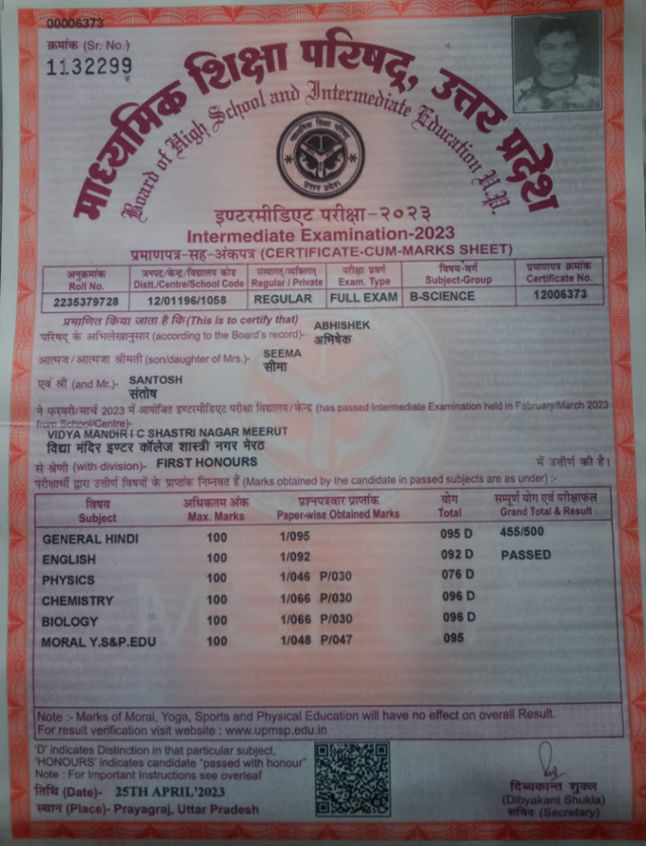 00006373
क्रमांक (Sr. No.)
1132299
माध्यमिक शिक्षा परिषद्, उत्तर प्रदेश
Board of High School and Intermediate Education U.P.
माध्यमिक शिक्षा परिषद्
उत्तर प्रदेश
इण्टरमीडिएट परीक्षा-२०२३
Intermediate Examination-2023
प्रमाणपत्र-सह-अंकपत्र (CERTIFICATE-CUM-MARKS SHEET)
अनुक्रमांक जनपद/केन्द्र/विद्यालय कोड संस्थागत/व्यक्तिगत परीक्षा प्रवर्ग विषय-वर्ग प्रमाणपत्र क्रमांक
Roll No. Distt./Centre/School Code Regular / Private Exam. Type Subject-Group Certificate No.
2235379728 12/01196/1058 REGULAR FULL EXAM B-SCIENCE 12006373
प्रमाणित किया जाता है कि (This is to certify that) ABHISHEK
परिषद् के अभिलेखानुसार (according to the Board's record)- अभिषेक
आत्मज/आत्मजा श्रीमती (son/daughter of Mrs.)- SEEMA
सीमा
एवं श्री (and Mr.)- SANTOSH
संतोष
ने फरवरी/मार्च 2023 में आयोजित इण्टरमीडिएट परीक्षा विद्यालय/केन्द्र (has passed Intermediate Examination held in February/March 2023
from School/Centre)-
VIDYA MANDIR I C SHASTRI NAGAR MEERUT
विद्या मंदिर इण्टर कॉलेज शास्त्री नगर मेरठ
से श्रेणी (with division)- FIRST HONOURS में उत्तीर्ण की है।
परीक्षार्थी द्वारा उत्तीर्ण विषयों के प्राप्तांक निम्नवत हैं (Marks obtained by the candidate in passed subjects are as under) :-
विषय अधिकतम अंक प्रश्नपत्रवार प्राप्तांक योग सम्पूर्ण योग एवं परीक्षाफल
Subject Max. Marks Paper-wise Obtained Marks Total Grand Total & Result
GENERAL HINDI 100 1/095 095 D 455/500
ENGLISH 100 1/092 092 D PASSED
PHYSICS 100 1/046 P/030 076 D
CHEMISTRY 100 1/066 P/030 096 D
BIOLOGY 100 1/066 P/030 096 D
MORAL Y.S&P.EDU 100 1/048 P/047 095
Note :- Marks of Moral, Yoga, Sports and Physical Education will have no effect on overall Result.
For result verification visit website : www.upmsp.edu.in
'D' indicates Distinction in that particular subject,
'HONOURS' indicates candidate "passed with honour"
Note : For Important Instructions see overleaf
तिथि (Date)- 25TH APRIL'2023
स्थान (Place)- Prayagraj, Uttar Pradesh
दिब्यकान्त शुक्ल
(Dibyakant Shukla)
सचिव (Secretary)